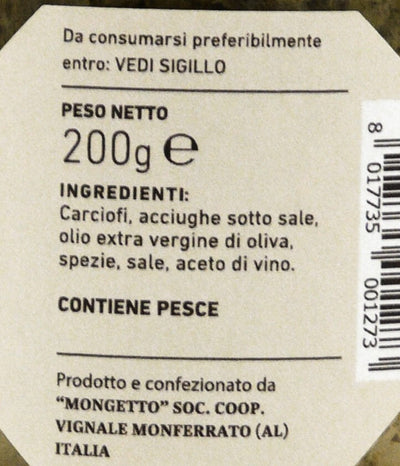 Da consumarsi preferibilmente
entro: VEDI SIGILLO
PESO NETTO
200g ℮
INGREDIENTI:
Carciofi, acciughe sotto sale,
olio extra vergine di oliva,
spezie, sale, aceto di vino.
CONTIENE PESCE
Prodotto e confezionato da
“MONGETTO” SOC. COOP.
VIGNALE MONFERRATO (AL)
ITALIA
8 017735 001273